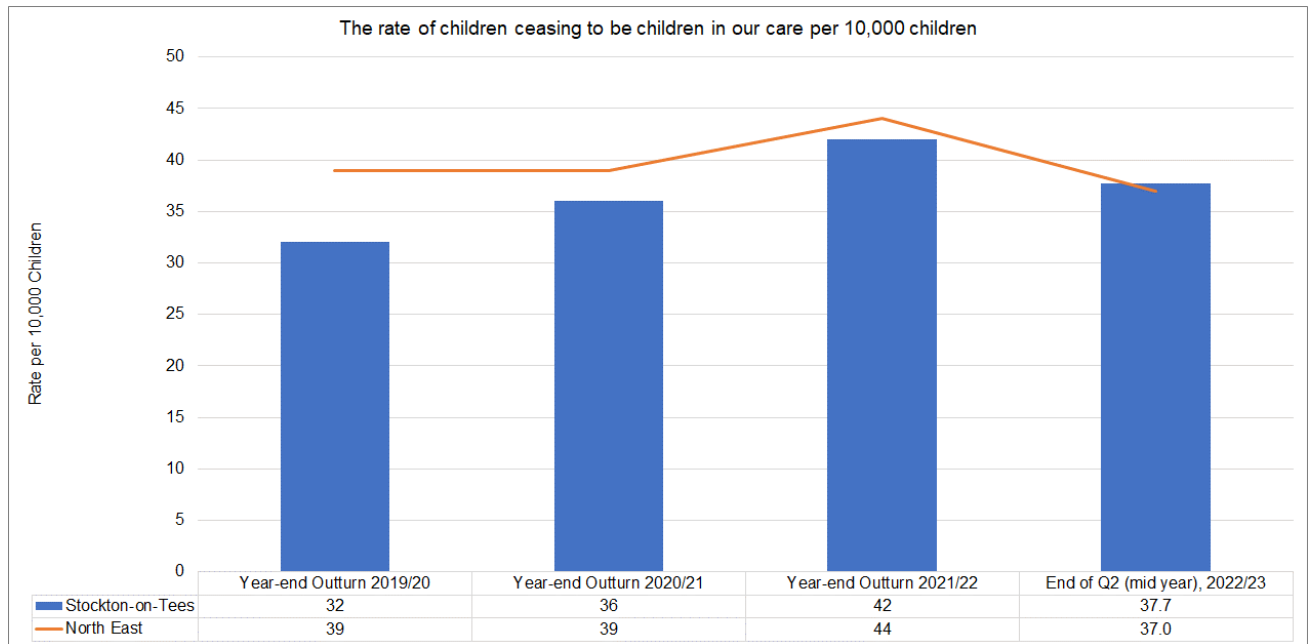 The rate of children ceasing to be children in our care per 10,000 children
50
45
40
35
30
25
20
15
10
5
0
Rate per 10,000 Children
Year-end Outturn 2019/20 Year-end Outturn 2020/21 Year-end Outturn 2021/22 End of Q2 (mid year), 2022/23
Stockton-on-Tees 32 36 42 37.7
North East 39 39 44 37.0